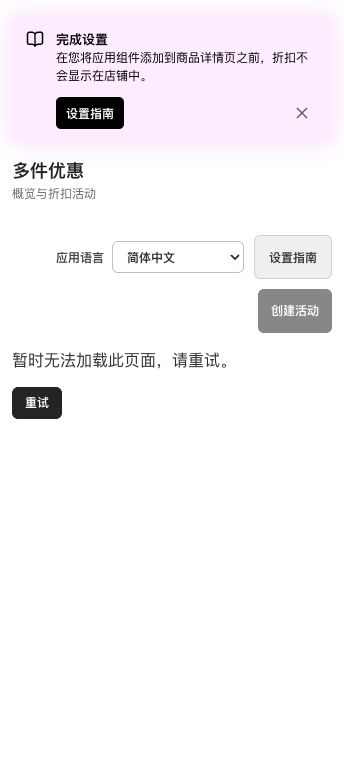 完成设置
在您将应用组件添加到商品详情页之前，折扣不
会显示在店铺中。
设置指南
多件优惠
概览与折扣活动
应用语言
简体中文
设置指南
创建活动
暂时无法加载此页面，请重试。
重试